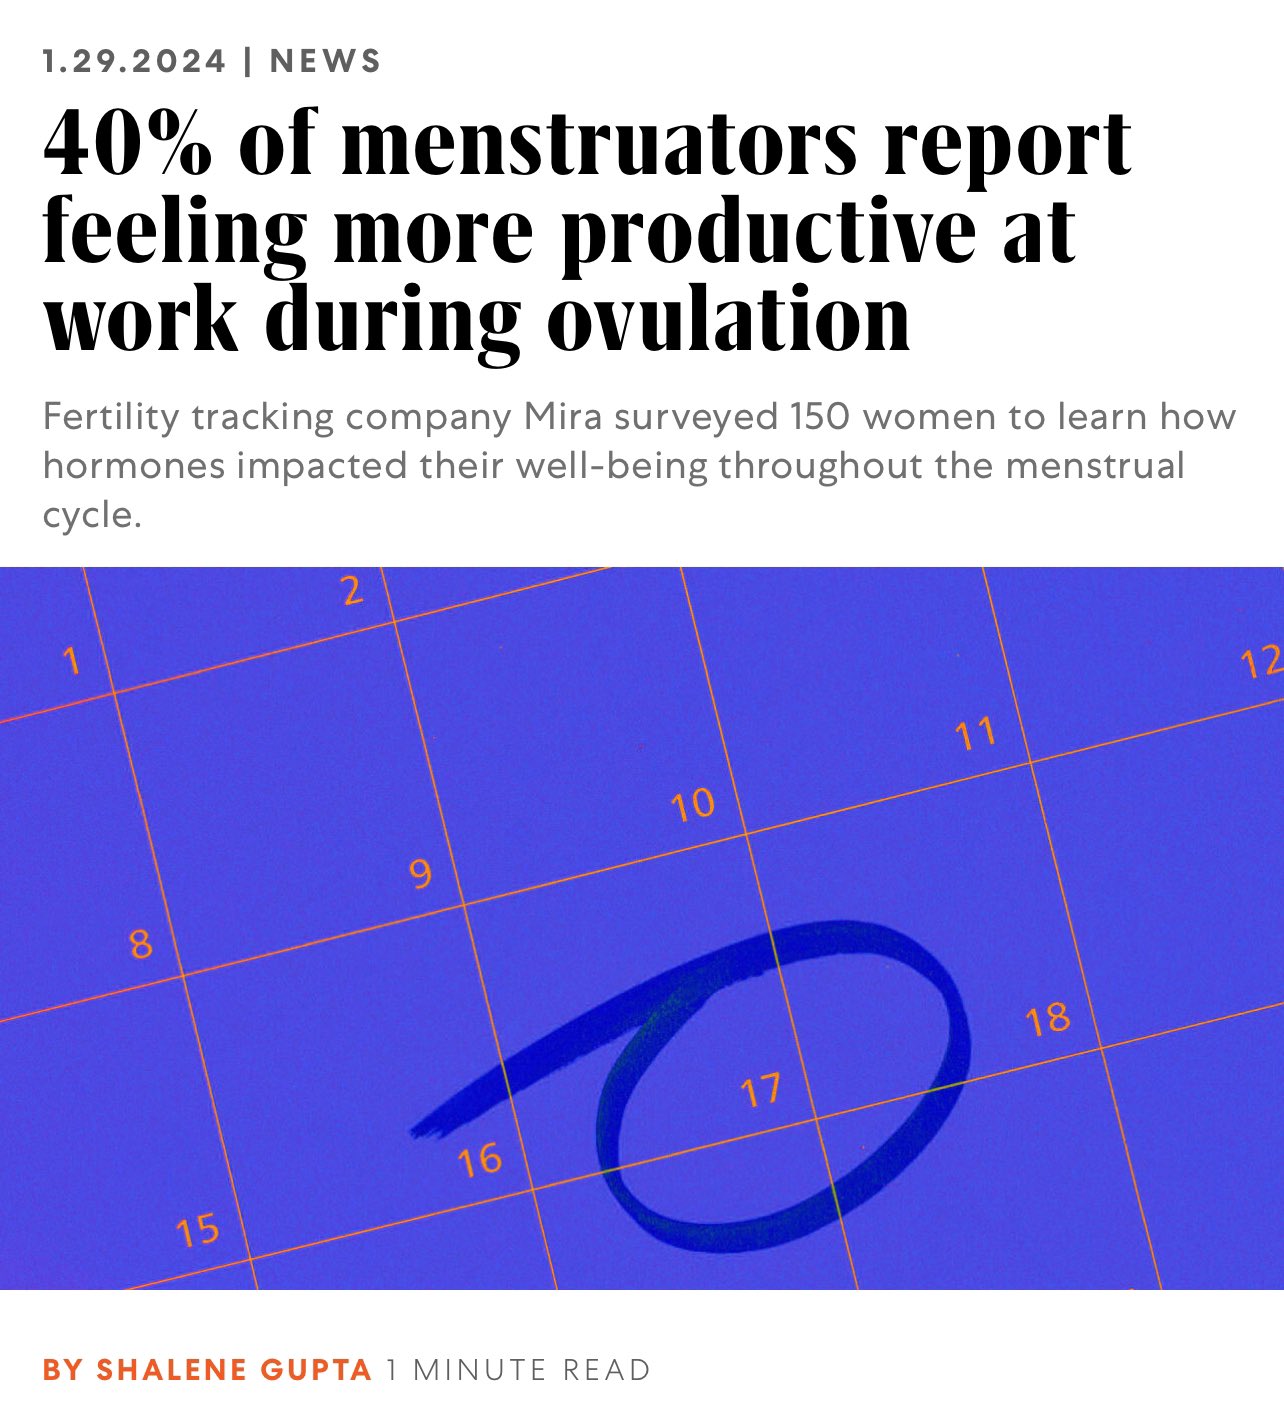 1.29.2024 | NEWS
40% of menstruators report
feeling more productive at
work during ovulation
Fertility tracking company Mira surveyed 150 women to learn how
hormones impacted their well-being throughout the menstrual
cycle.
1
2
8
9
10
11
12
15
16
17
18
BY SHALENE GUPTA 1 MINUTE READ